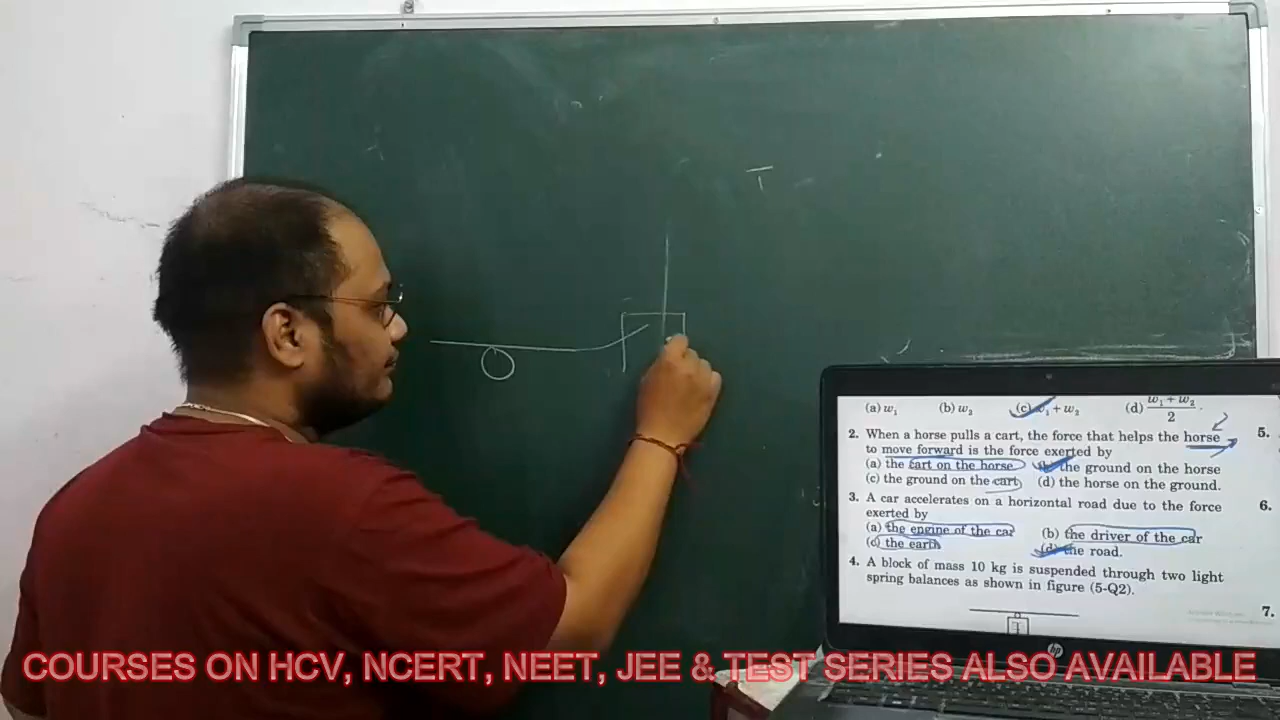 T
(a) w₁ (b) w₂ (c) w₁ + w₂ (d) w₁ + w₂ / 2 .
2. When a horse pulls a cart, the force that helps the horse
to move forward is the force exerted by
(a) the cart on the horse (b) the ground on the horse
(c) the ground on the cart (d) the horse on the ground.
3. A car accelerates on a horizontal road due to the force
exerted by
(a) the engine of the car (b) the driver of the car
(c) the earth (d) the road.
4. A block of mass 10 kg is suspended through two light
spring balances as shown in figure (5-Q2).
5.
6.
7.
hp
COURSES ON HCV, NCERT, NEET, JEE & TEST SERIES ALSO AVAILABLE